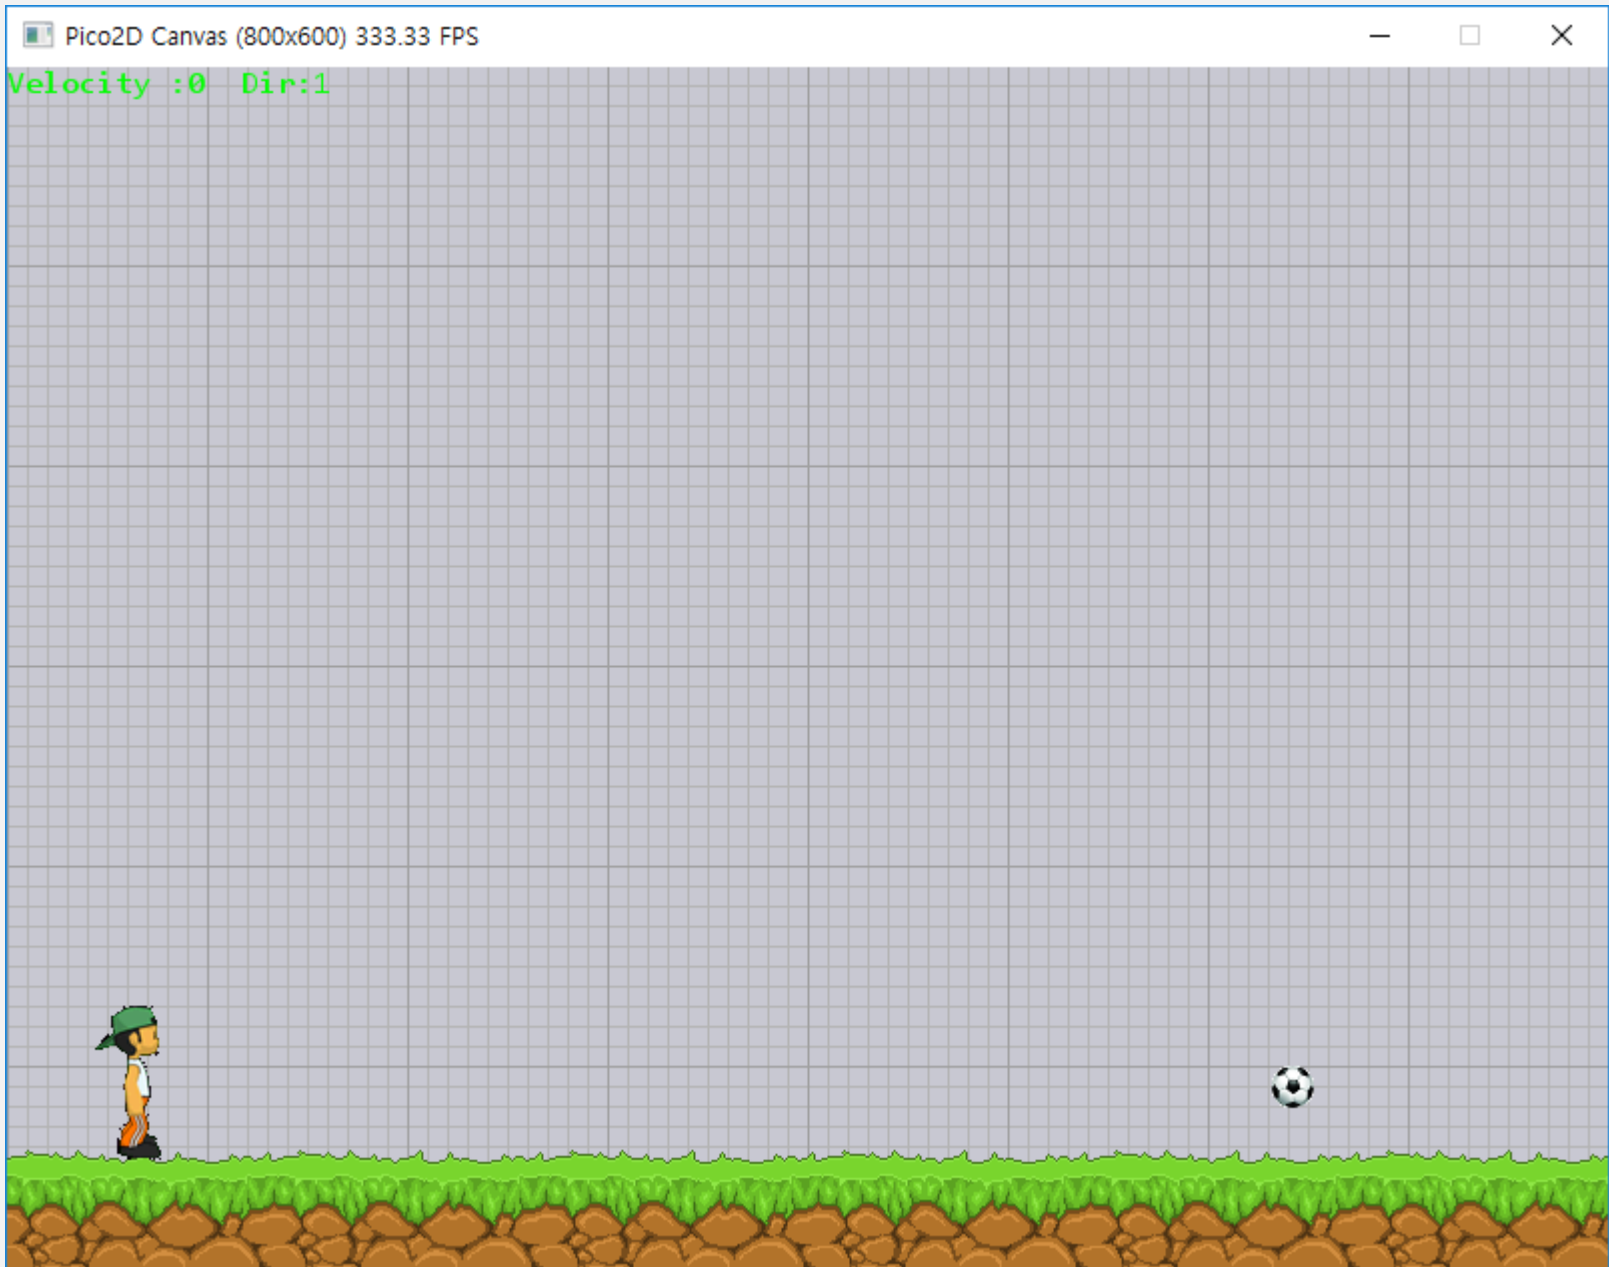 Pico2D Canvas (800x600) 333.33 FPS
Velocity :0  Dir:1